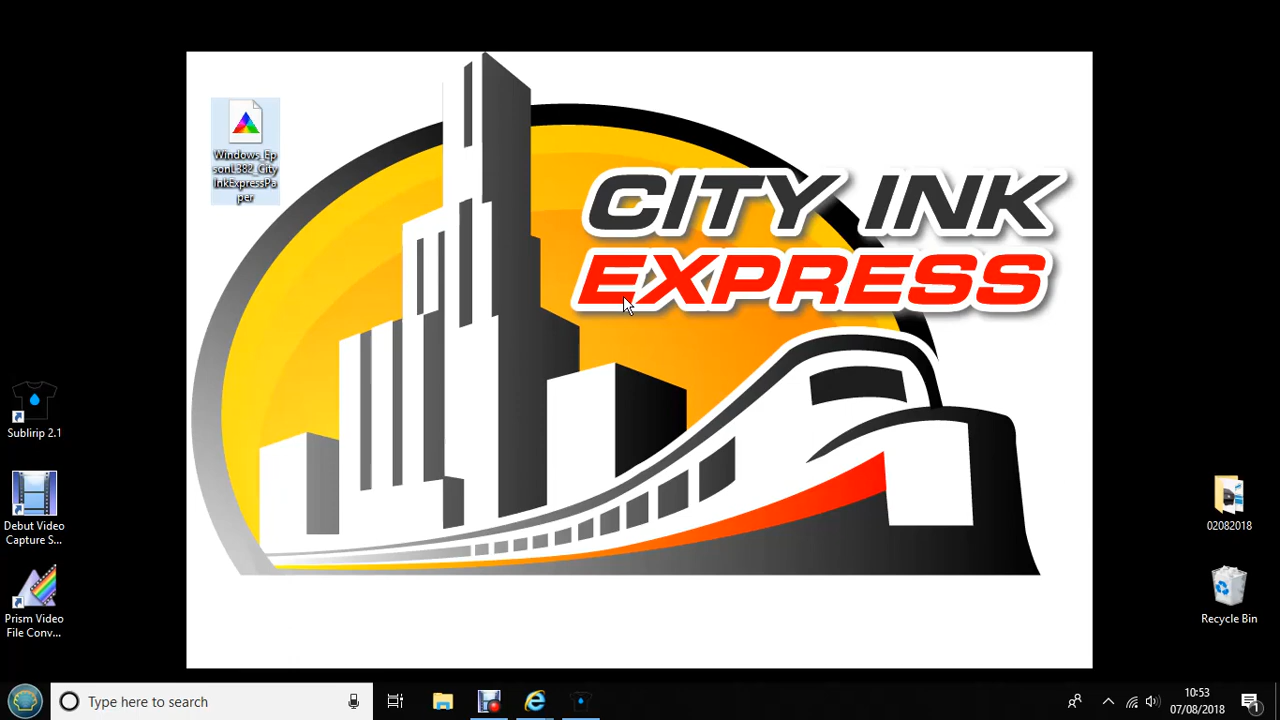 Windows_Ep
sonL382_City
InkExpressPa
per
CITY INK
EXPRESS
Sublirip 2.1
Debut Video
Capture S...
Prism Video
File Conv...
02082018
Recycle Bin
Type here to search
10:53
07/08/2018
1